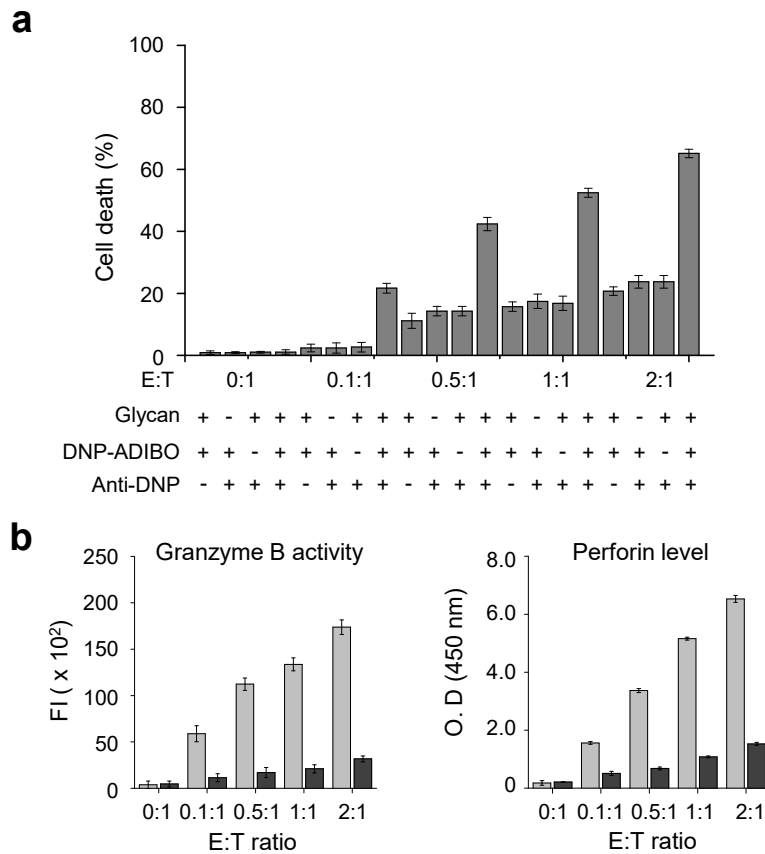 a
100
80
60
40
20
0
Cell death (%)
E:T 0:1 0.1:1 0.5:1 1:1 2:1
Glycan + - + + + - + + + - + + + - + + + - + +
DNP-ADIBO + + - + + + - + + + - + + + - + + + - +
Anti-DNP - + + + - + + + - + + + - + + + - + + +
b
Granzyme B activity
250
200
150
100
50
0
FI ( x 10²)
0:1 0.1:1 0.5:1 1:1 2:1
E:T ratio
Perforin level
8.0
6.0
4.0
2.0
0
O. D (450 nm)
0:1 0.1:1 0.5:1 1:1 2:1
E:T ratio